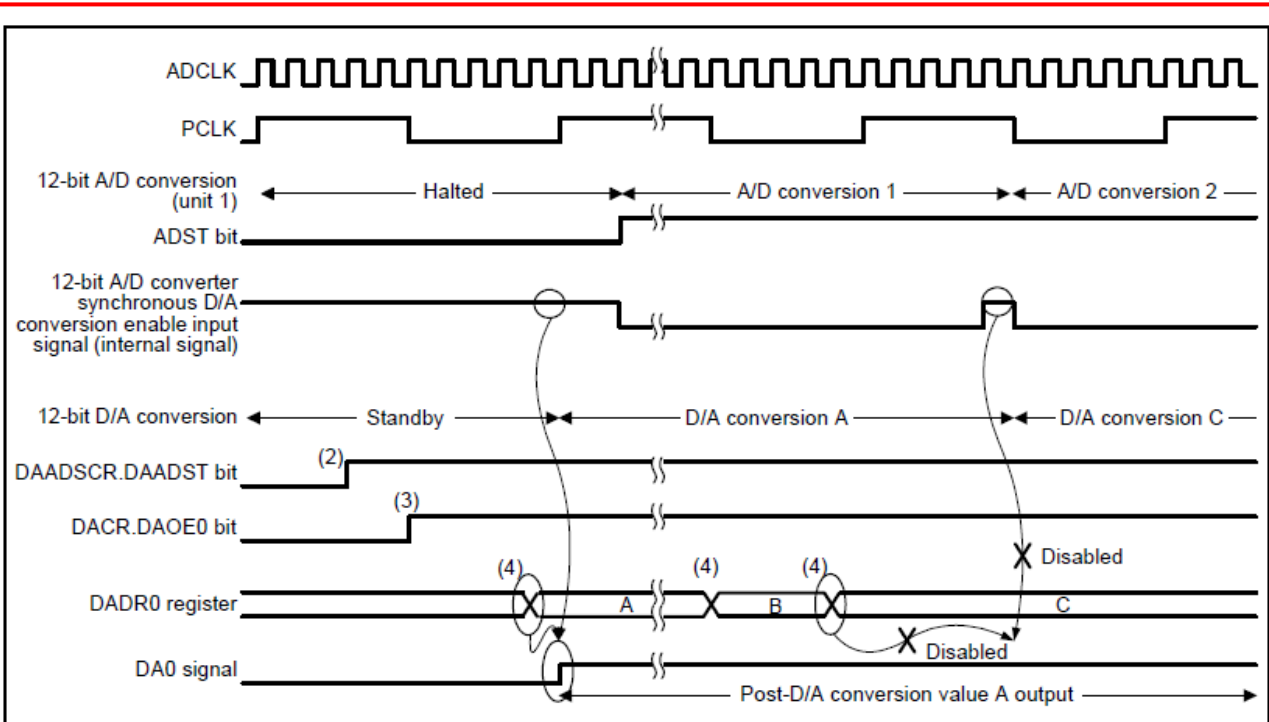 ADCLK
PCLK
12-bit A/D conversion
(unit 1)
Halted
A/D conversion 1
A/D conversion 2
ADST bit
12-bit A/D converter
synchronous D/A
conversion enable input
signal (internal signal)
12-bit D/A conversion
Standby
D/A conversion A
D/A conversion C
(2)
DAADSCR.DAADST bit
(3)
DACR.DAOE0 bit
Disabled
(4)
(4)
(4)
DADR0 register
A
B
C
Disabled
DA0 signal
Post-D/A conversion value A output